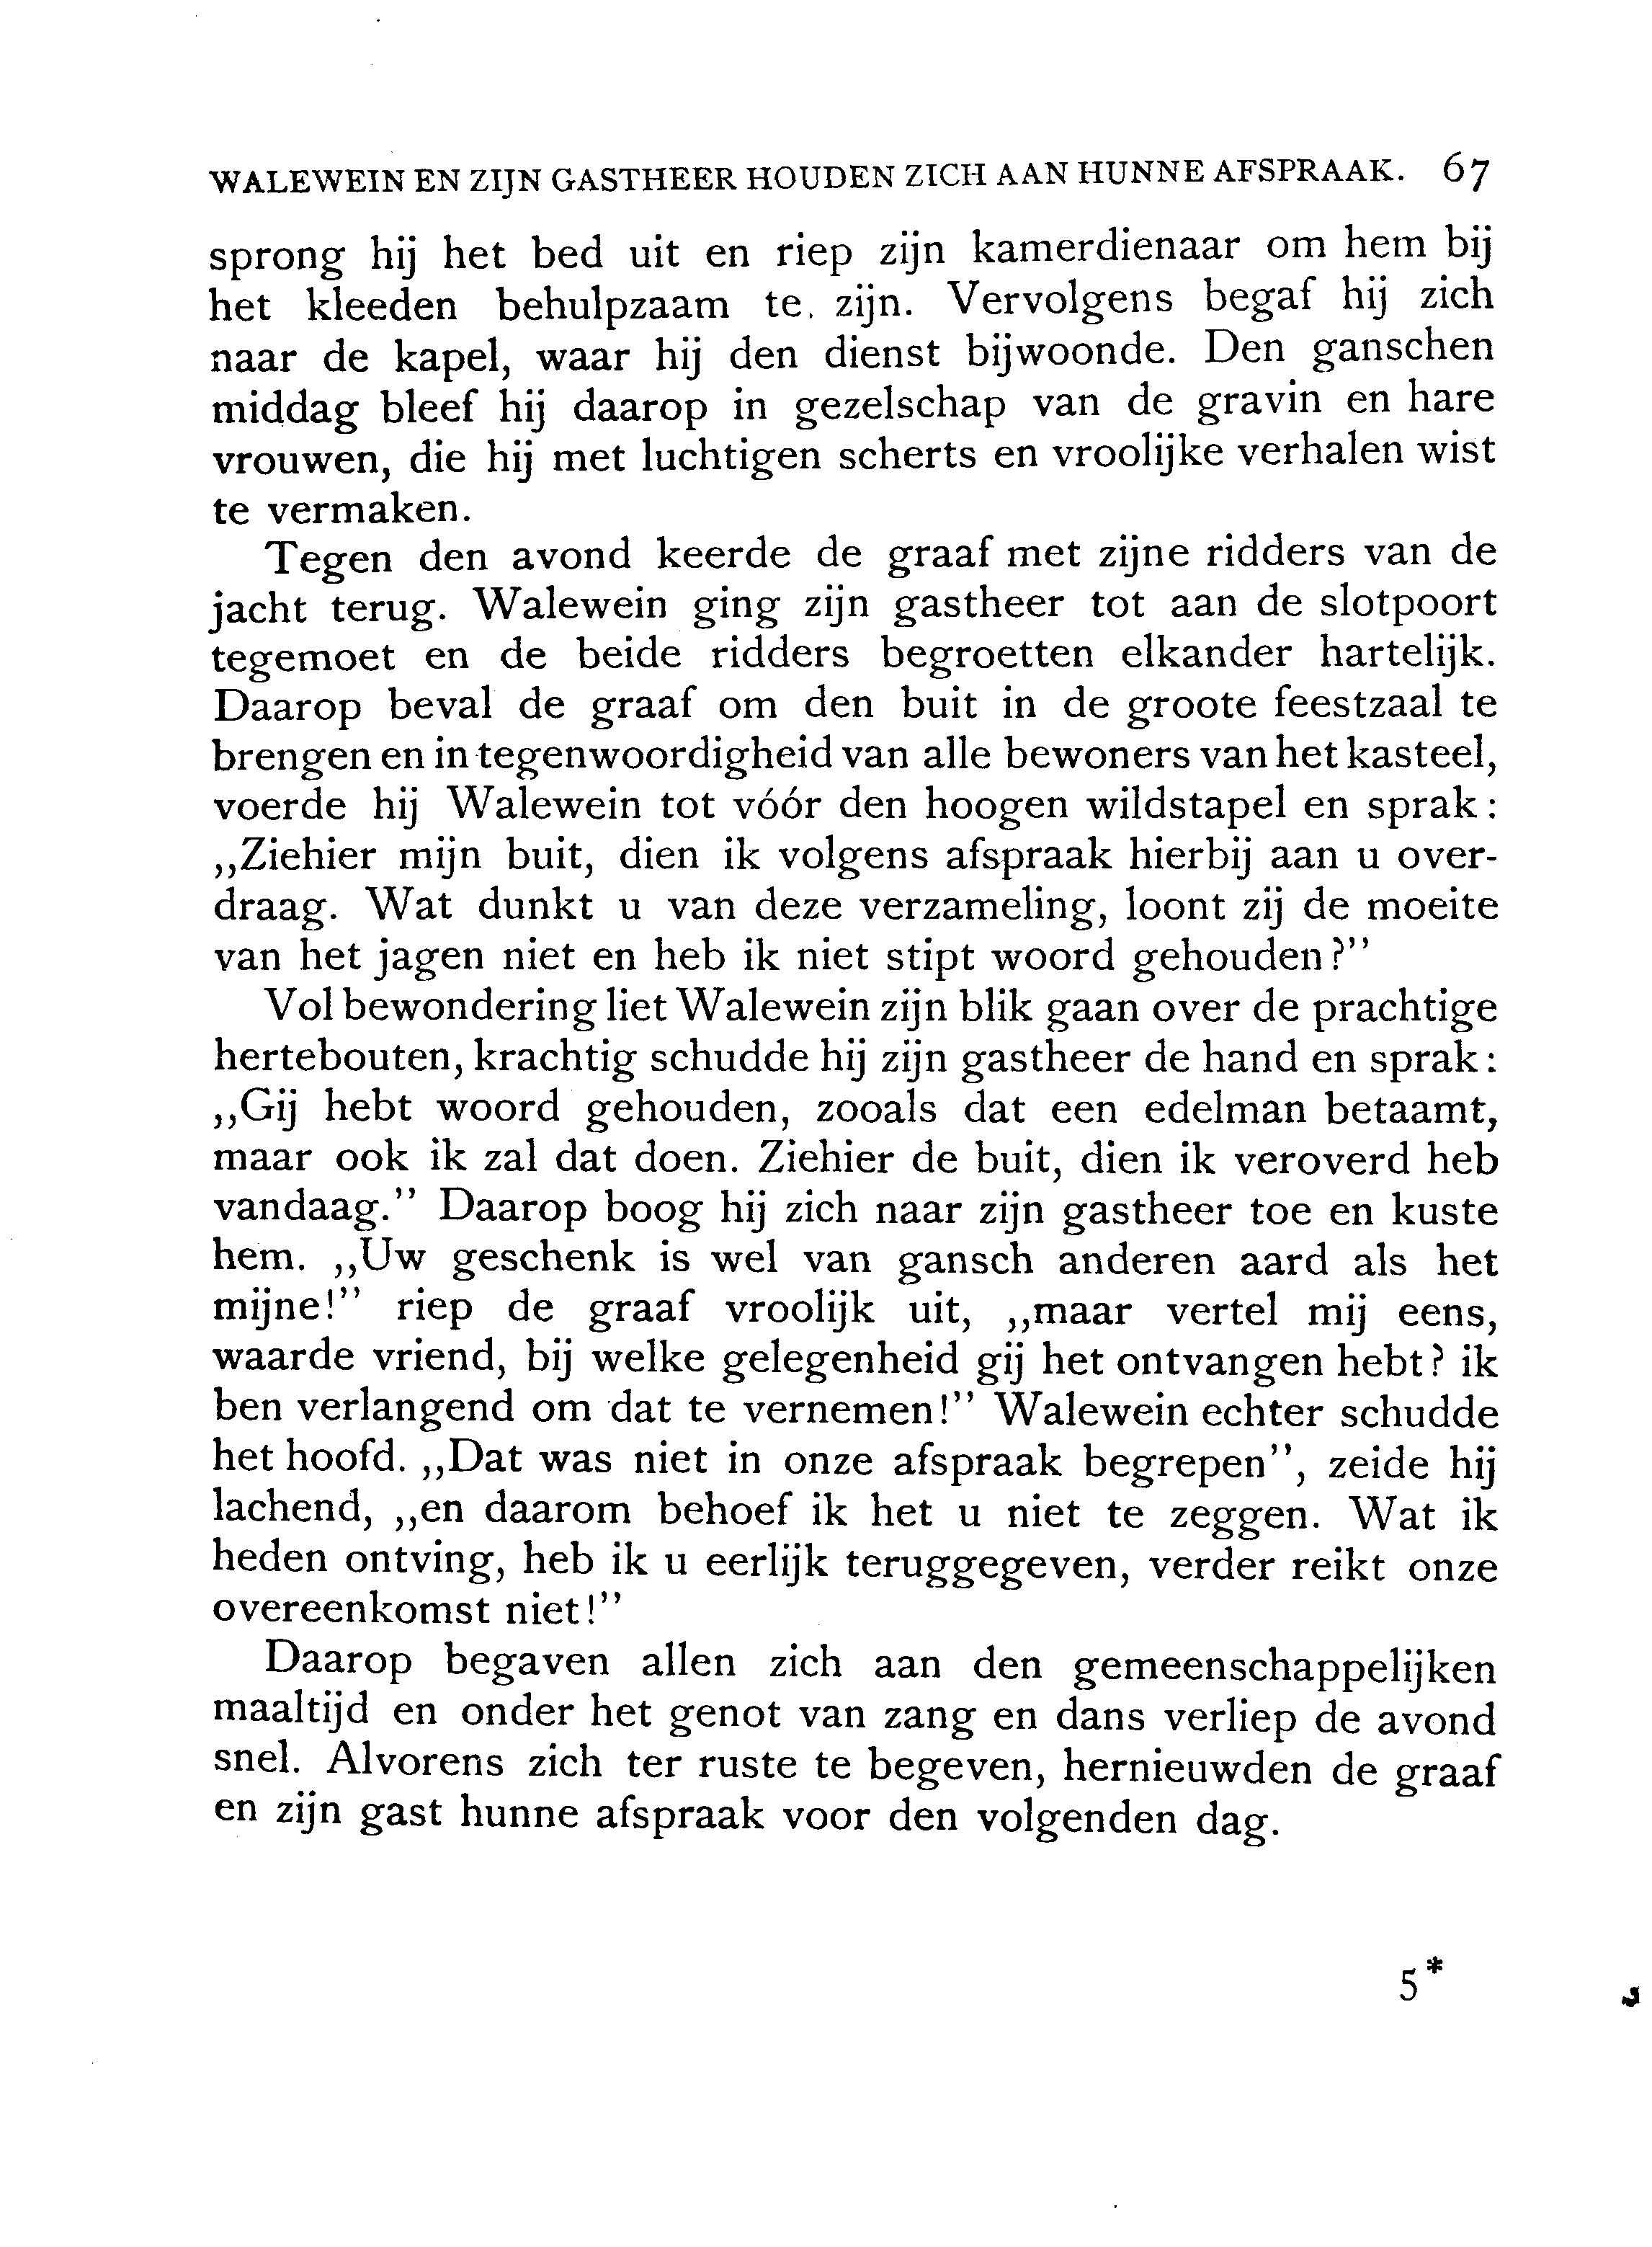 WALEWEIN EN ZIJN GASTHEER HOUDEN ZICH AAN HUNNE AFSPRAAK. 67
sprong hij het bed uit en riep zijn kamerdienaar om hem bij
het kleeden behulpzaam te. zijn. Vervolgens begaf hij zich
naar de kapel, waar hij den dienst bijwoonde. Den ganschen
middag bleef hij daarop in gezelschap van de gravin en hare
vrouwen, die hij met luchtigen scherts en vroolijke verhalen wist
te vermaken.
Tegen den avond keerde de graaf met zijne ridders van de
jacht terug. Walewein ging zijn gastheer tot aan de slotpoort
tegemoet en de beide ridders begroetten elkander hartelijk.
Daarop beval de graaf om den buit in de groote feestzaal te
brengen en in tegenwoordigheid van alle bewoners van het kasteel,
voerde hij Walewein tot vóór den hoogen wildstapel en sprak:
„Ziehier mijn buit, dien ik volgens afspraak hierbij aan u over-
draag. Wat dunkt u van deze verzameling, loont zij de moeite
van het jagen niet en heb ik niet stipt woord gehouden?”
Vol bewondering liet Walewein zijn blik gaan over de prachtige
hertebouten, krachtig schudde hij zijn gastheer de hand en sprak:
„Gij hebt woord gehouden, zooals dat een edelman betaamt,
maar ook ik zal dat doen. Ziehier de buit, dien ik veroverd heb
vandaag.” Daarop boog hij zich naar zijn gastheer toe en kuste
hem. „Uw geschenk is wel van gansch anderen aard als het
mijne!” riep de graaf vroolijk uit, „maar vertel mij eens,
waarde vriend, bij welke gelegenheid gij het ontvangen hebt? ik
ben verlangend om dat te vernemen!” Walewein echter schudde
het hoofd. „Dat was niet in onze afspraak begrepen”, zeide hij
lachend, „en daarom behoef ik het u niet te zeggen. Wat ik
heden ontving, heb ik u eerlijk teruggegeven, verder reikt onze
overeenkomst niet!”
Daarop begaven allen zich aan den gemeenschappelijken
maaltijd en onder het genot van zang en dans verliep de avond
snel. Alvorens zich ter ruste te begeven, hernieuwden de graaf
en zijn gast hunne afspraak voor den volgenden dag.
5*